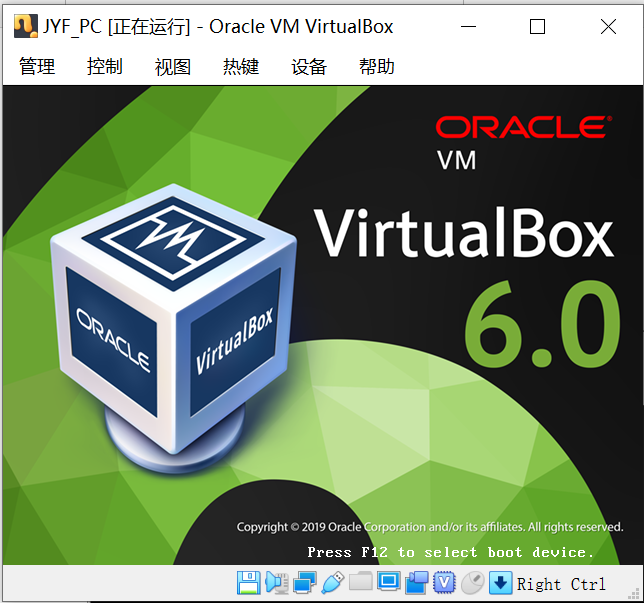 JYF_PC [正在运行] - Oracle VM VirtualBox
管理 控制 视图 热键 设备 帮助
ORACLE®
VM
VirtualBox
6.0
ORACLE
VirtualBox
Copyright © 2019 Oracle Corporation and/or its affiliates. All rights reserved.
Press F12 to select boot device.
Right Ctrl